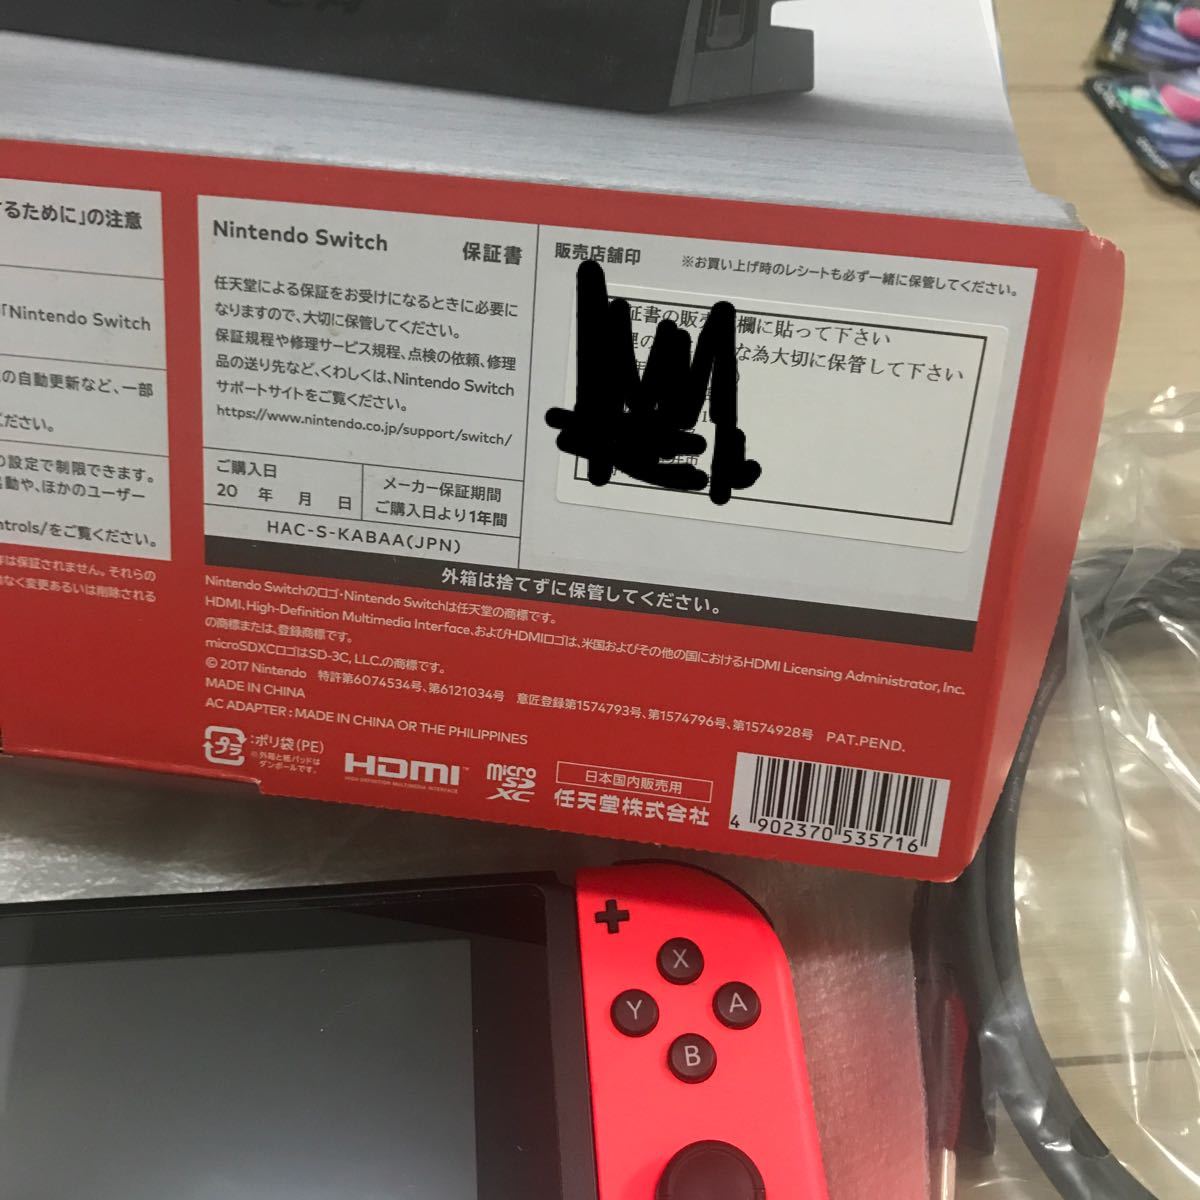 するために」の注意
「Nintendo Switch
の自動更新など、一部
ださい。
の設定で制限できます。
動や、ほかのユーザー
ntrols/をご覧ください。
は保証されません。それらの
なく変更あるいは削除される
Nintendo Switch 保証書
任天堂による保証をお受けになるときに必要に
なりますので、大切に保管してください。
保証規程や修理サービス規程、点検の依頼、修理
品の送り先など、くわしくは、Nintendo Switch
サポートサイトをご覧ください。
https://www.nintendo.co.jp/support/switch/
ご購入日
20 年 月 日
メーカー保証期間
ご購入日より1年間
HAC-S-KABAA(JPN)
販売店舗印 ※お買い上げ時のレシートも必ず一緒に保管してください。
証書の販売 欄に貼って下さい
の な為大切に保管して下さい
外箱は捨てずに保管してください。
Nintendo Switchのロゴ・Nintendo Switchは任天堂の商標です。
HDMI、High-Definition Multimedia Interface、およびHDMIロゴは、米国およびその他の国におけるHDMI Licensing Administrator, Inc.
の商標または、登録商標です。
microSDXCロゴはSD-3C, LLC.の商標です。
© 2017 Nintendo 特許第6074534号、第6121034号 意匠登録第1574793号、第1574796号、第1574928号 PAT.PEND.
MADE IN CHINA
AC ADAPTER : MADE IN CHINA OR THE PHILIPPINES
プラ :ポリ袋(PE)
※外箱と紙パッドは
ダンボールです。
HDMI™
HIGH-DEFINITION MULTIMEDIA INTERFACE
micro
SD
XC
日本国内販売用
任天堂株式会社
4 902370 535716
X
Y A
B